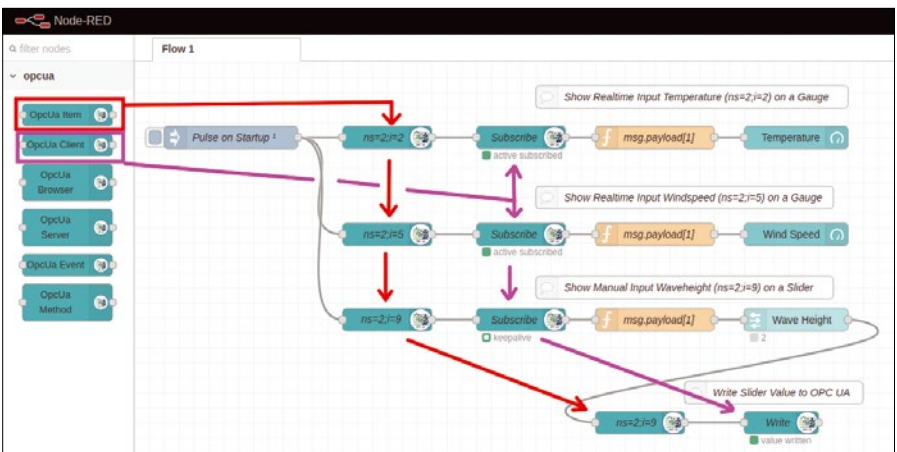 Node-RED
filter nodes
Flow 1
opcua
Show Realtime Input Temperature (ns=2;i=2) on a Gauge
OpcUa Item
Pulse on Startup ¹
ns=2;i=2
Subscribe
msg.payload[1]
Temperature
OpcUa Client
active subscribed
OpcUa
Browser
Show Realtime Input Windspeed (ns=2;i=5) on a Gauge
OpcUa
Server
ns=2;i=5
Subscribe
msg.payload[1]
Wind Speed
active subscribed
OpcUa Event
Show Manual Input Waveheight (ns=2;i=9) on a Slider
OpcUa
Method
ns=2;i=9
Subscribe
msg.payload[1]
Wave Height
keepalive
2
Write Slider Value to OPC UA
ns=2;i=9
Write
value written